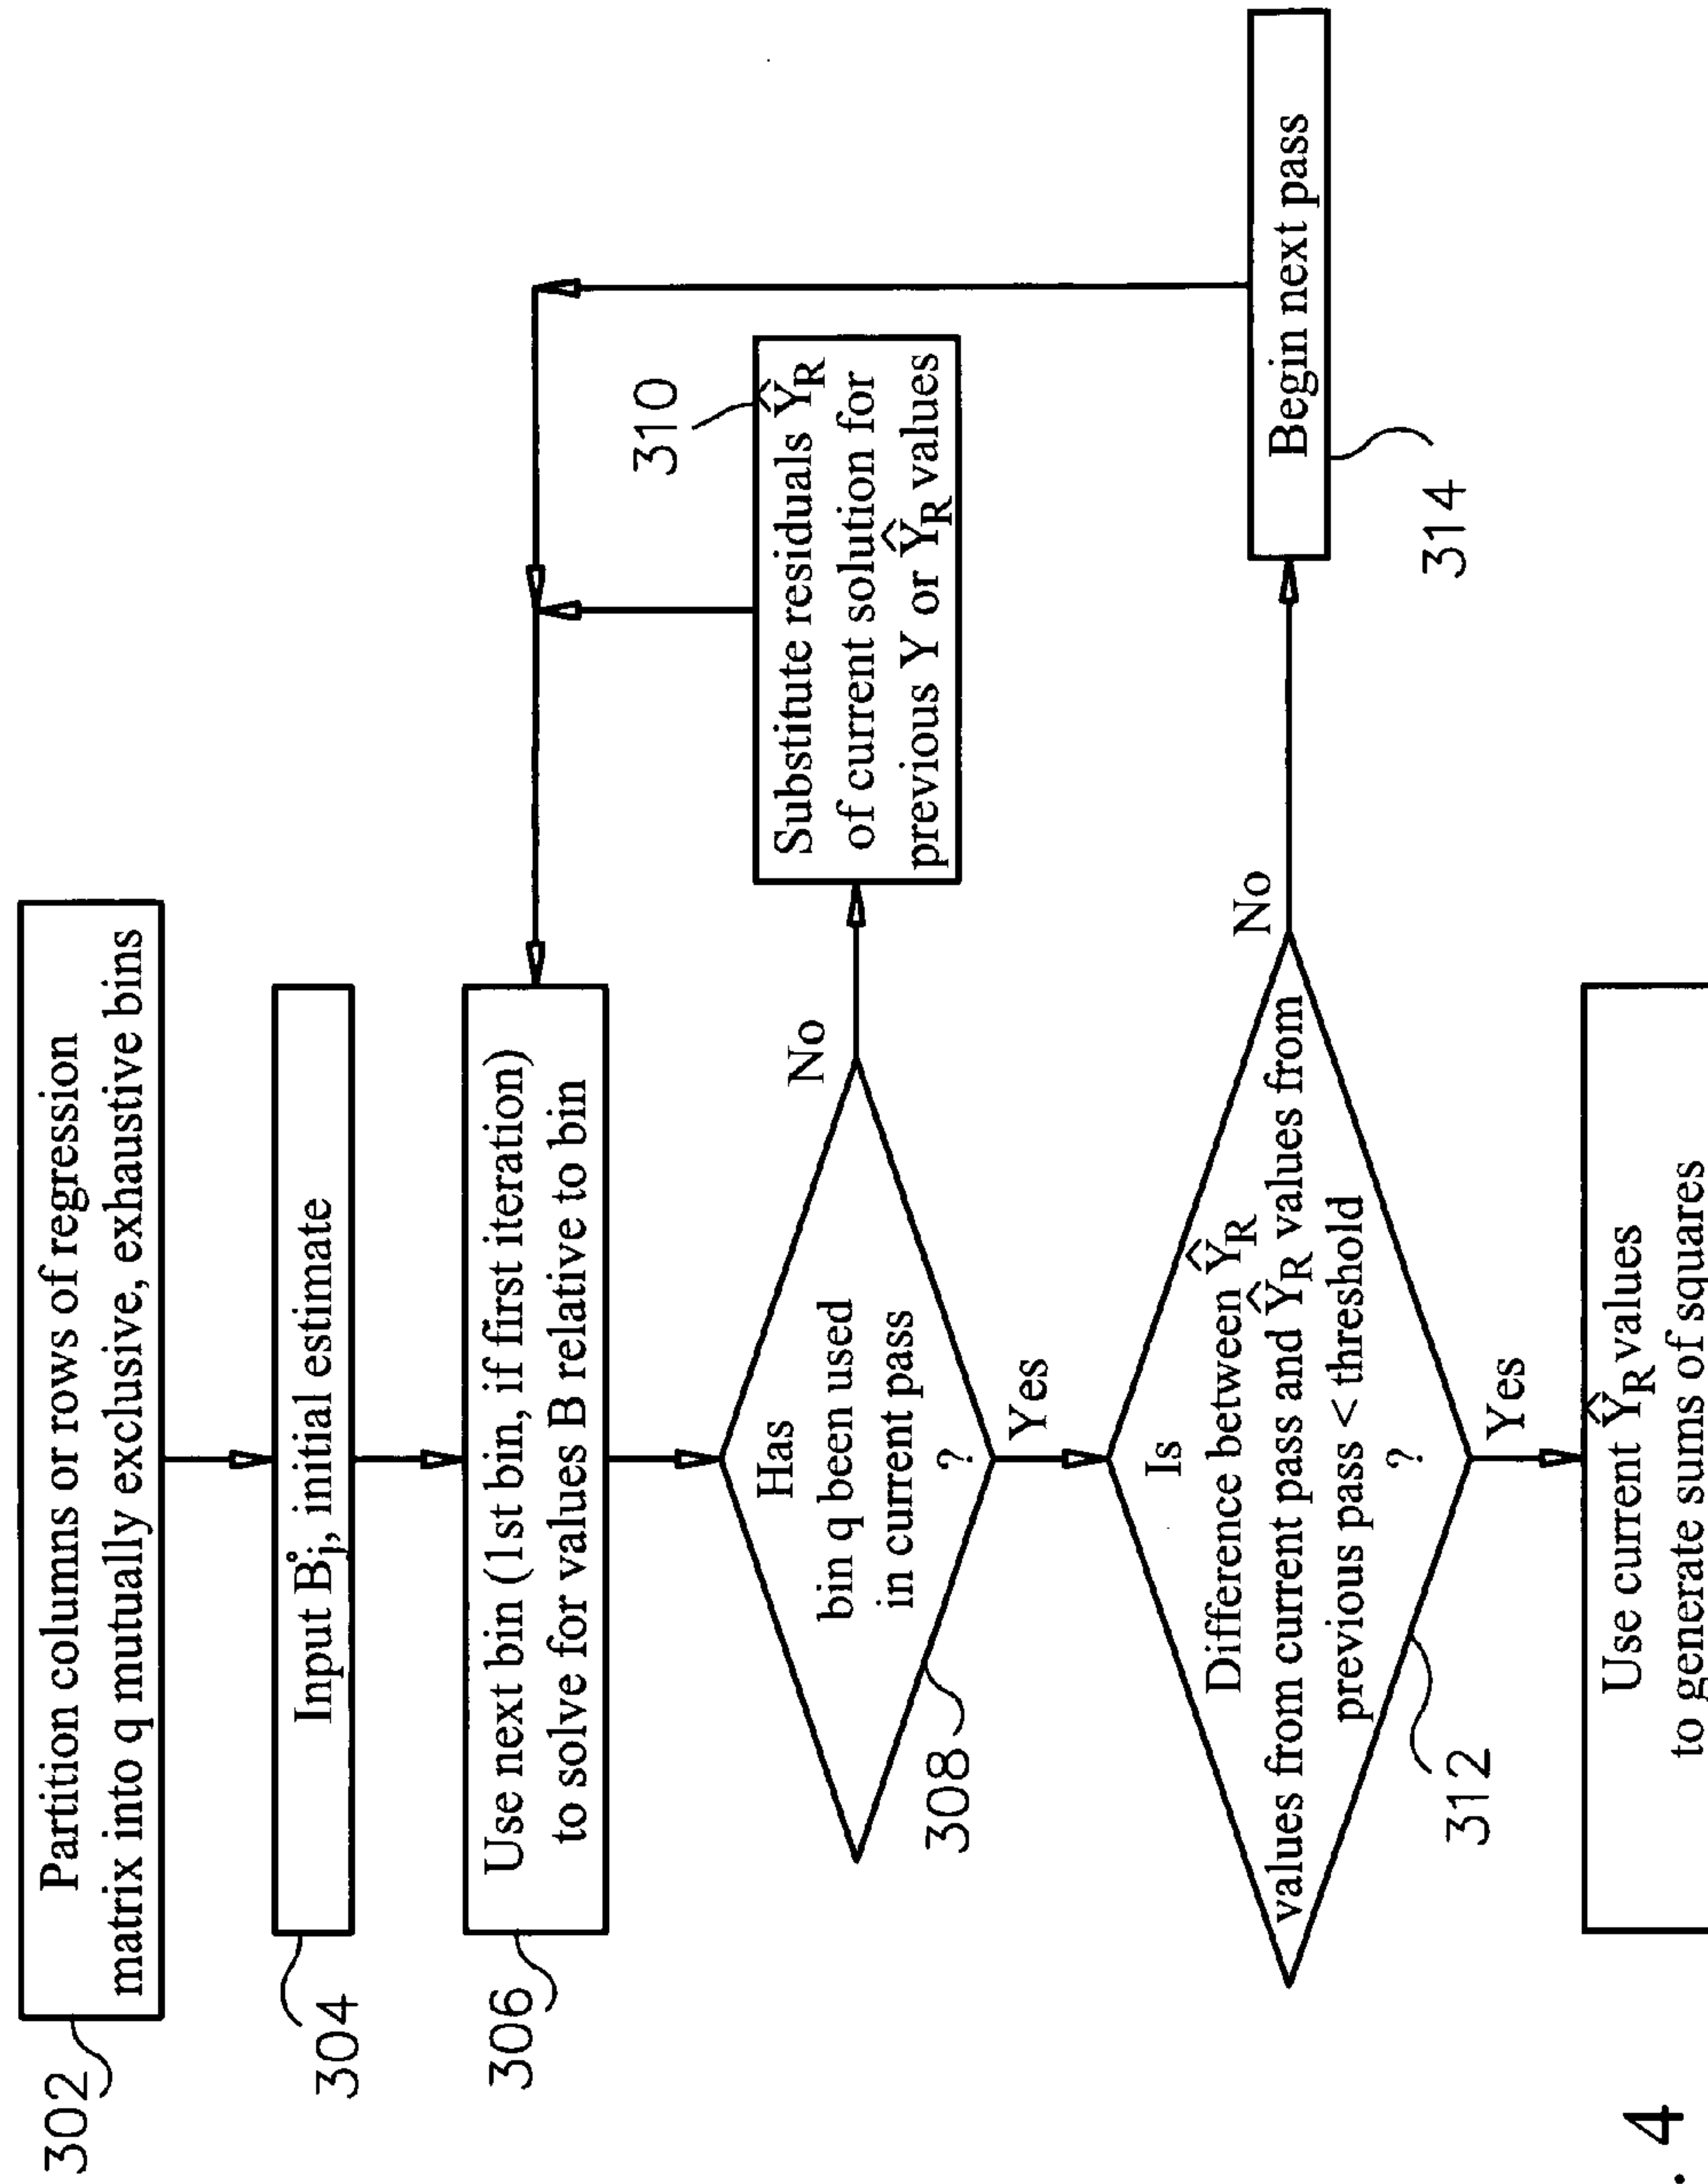 302
Partition columns or rows of regression
matrix into q mutually exclusive, exhaustive bins
304
Input B°j, initial estimate
306
Use next bin (1st bin, if first iteration)
to solve for values B relative to bin
308
Has
bin q been used
in current pass
?
No
Yes
310
Substitute residuals ŶR
of current solution for
previous Y or ŶR values
312
Is
Difference between ŶR
values from current pass and ŶR values from
previous pass < threshold
?
No
Yes
314
Begin next pass
Use current ŶR values
to generate sums of squares
. 4